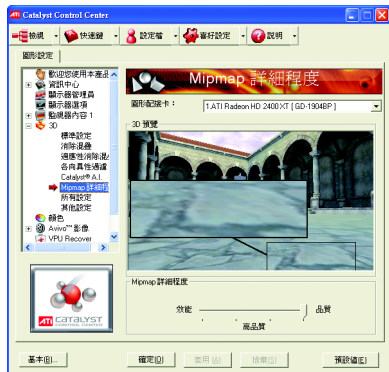 ATI Catalyst Control Center
檢視
快速鍵
設定檔
喜好設定
說明
圖形設定
歡迎您使用本產品
資訊中心
顯示器管理員
顯示器選項
監視器內容 1
3D
標準設定
消除混疊
適應性消除混
各向異性過濾
Catalyst® A.I.
Mipmap 詳細程
所有設定
其他設定
顏色
Avivo™ 影像
VPU Recover
Mipmap 詳細程度
圖形配接卡：
1.ATI Radeon HD 2400 XT [ GD-1904BP ]
3D 預覽
Mipmap 詳細程度
效能
品質
高品質
ATI CATALYST
CONTROL CENTER
基本(B)...
確定(O)
套用(A)
捨棄(S)
預設值(E)